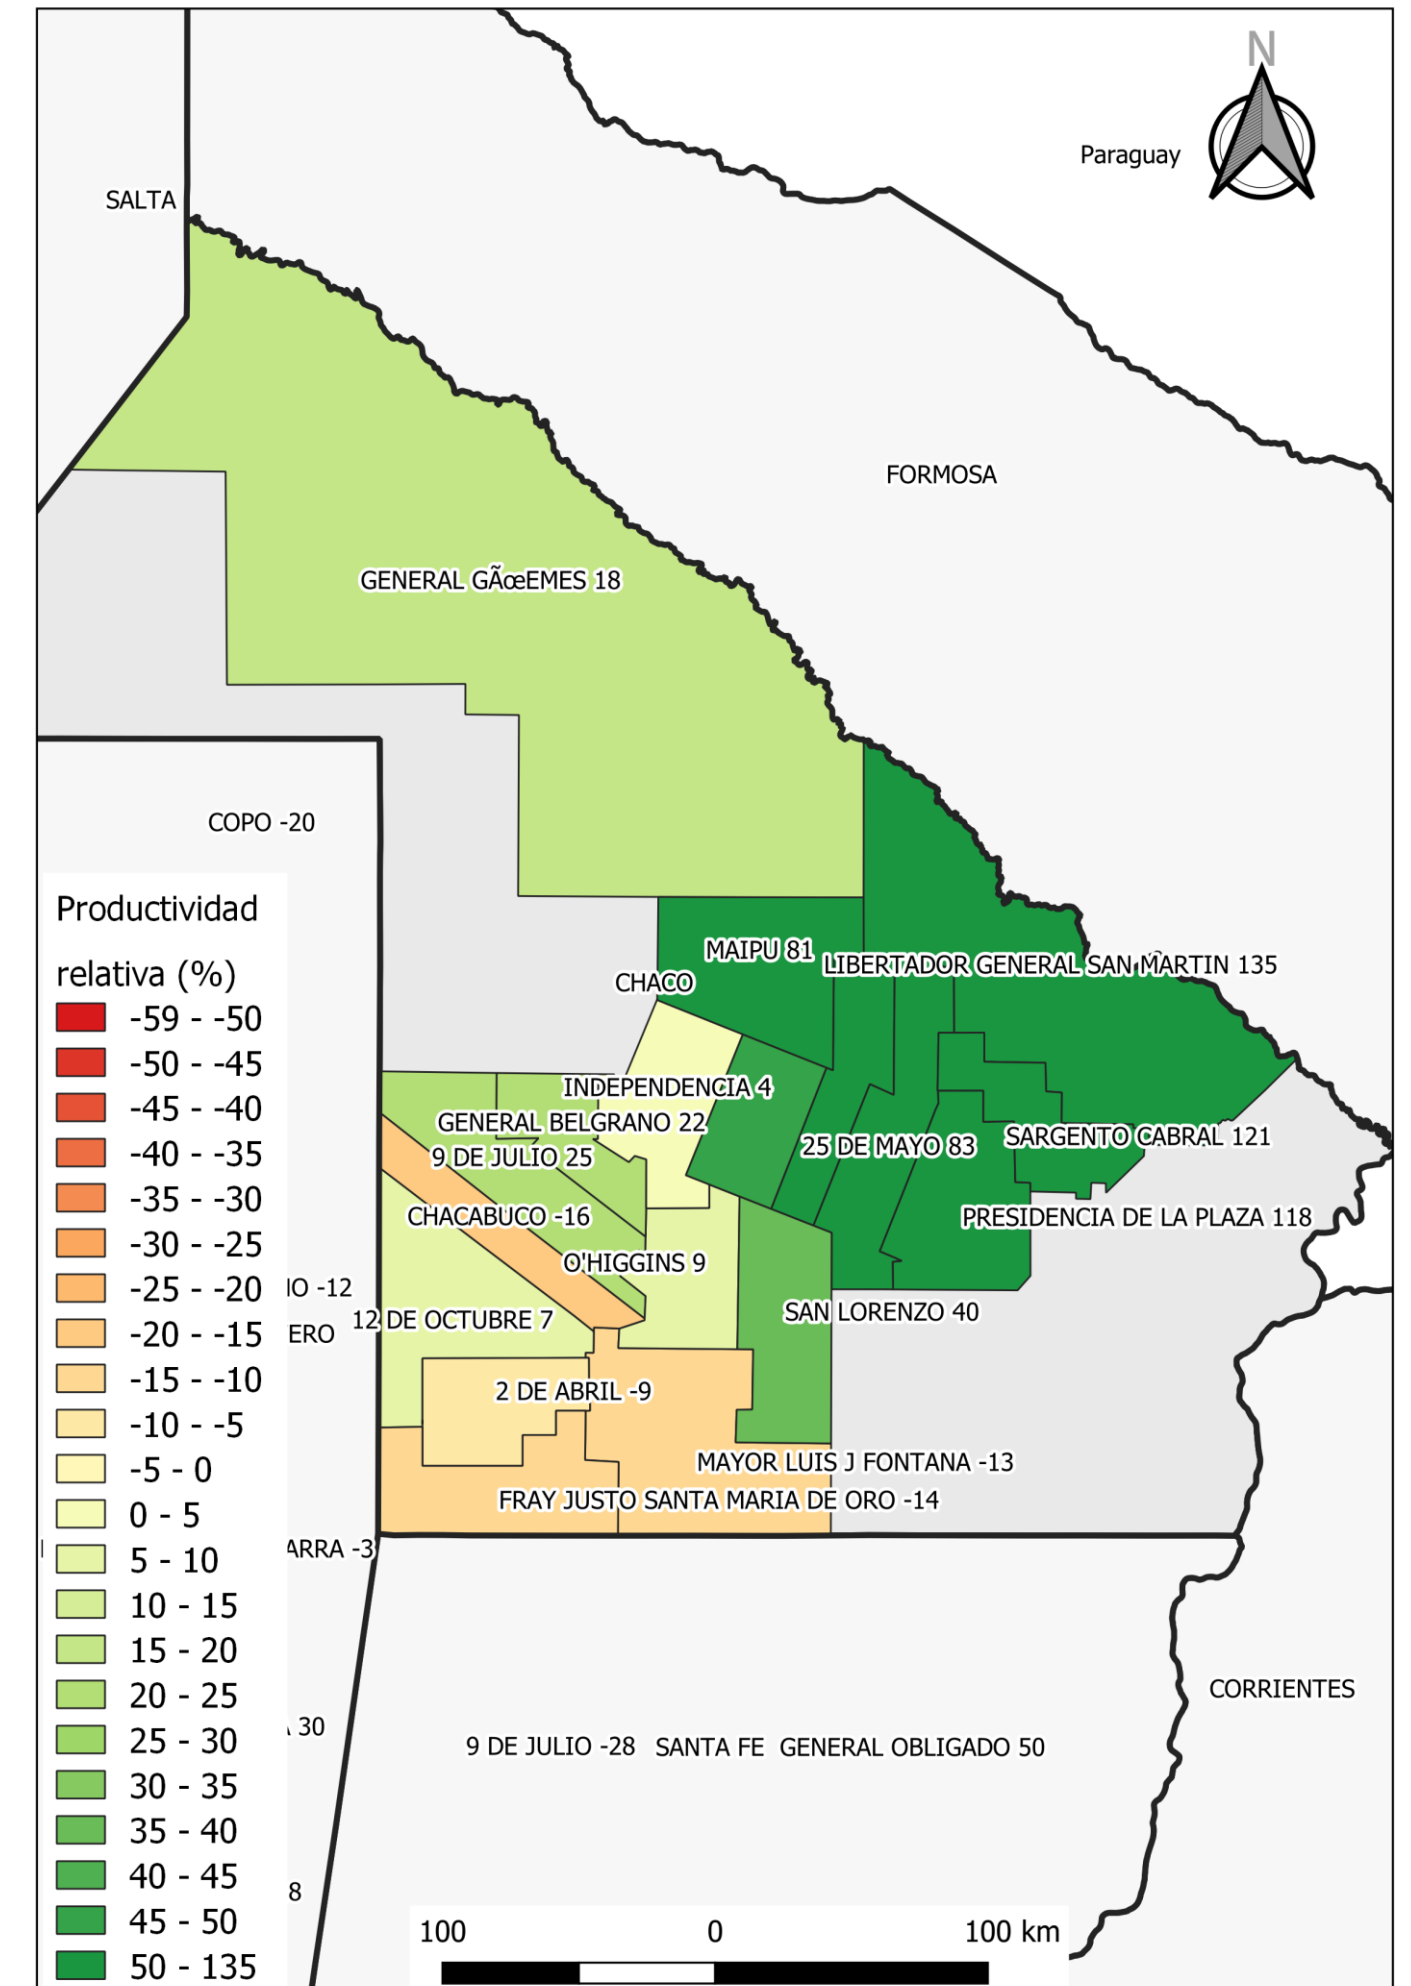 N
Paraguay
SALTA
FORMOSA
GENERAL GÃœEMES 18
COPO -20
Productividad
relativa (%)
-59 - -50
-50 - -45
-45 - -40
-40 - -35
-35 - -30
-30 - -25
-25 - -20
-20 - -15
-15 - -10
-10 - -5
-5 - 0
0 - 5
5 - 10
10 - 15
15 - 20
20 - 25
25 - 30
30 - 35
35 - 40
40 - 45
45 - 50
50 - 135
MAIPU 81
LIBERTADOR GENERAL SAN MARTIN 135
CHACO
INDEPENDENCIA 4
GENERAL BELGRANO 22
9 DE JULIO 25
25 DE MAYO 83
SARGENTO CABRAL 121
CHACABUCO -16
PRESIDENCIA DE LA PLAZA 118
O'HIGGINS 9
IO -12
12 DE OCTUBRE 7
SAN LORENZO 40
ERO
2 DE ABRIL -9
MAYOR LUIS J FONTANA -13
FRAY JUSTO SANTA MARIA DE ORO -14
ARRA -3
30
9 DE JULIO -28
SANTA FE
GENERAL OBLIGADO 50
CORRIENTES
8
100 0 100 km